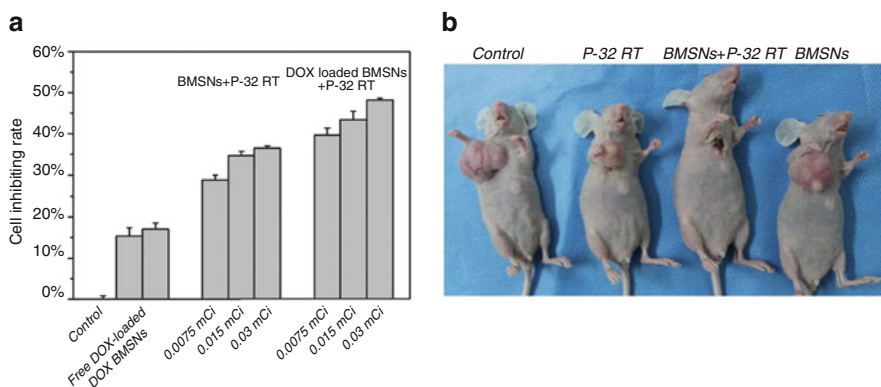 a
60%
50%
40%
30%
20%
10%
0%
Cell inhibiting rate
BMSNs+P-32 RT
DOX loaded BMSNs
+P-32 RT
Control
Free DOX-loaded
DOX BMSNs
0.0075 mCi
0.015 mCi
0.03 mCi
0.0075 mCi
0.015 mCi
0.03 mCi
b
Control
P-32 RT
BMSNs+P-32 RT
BMSNs